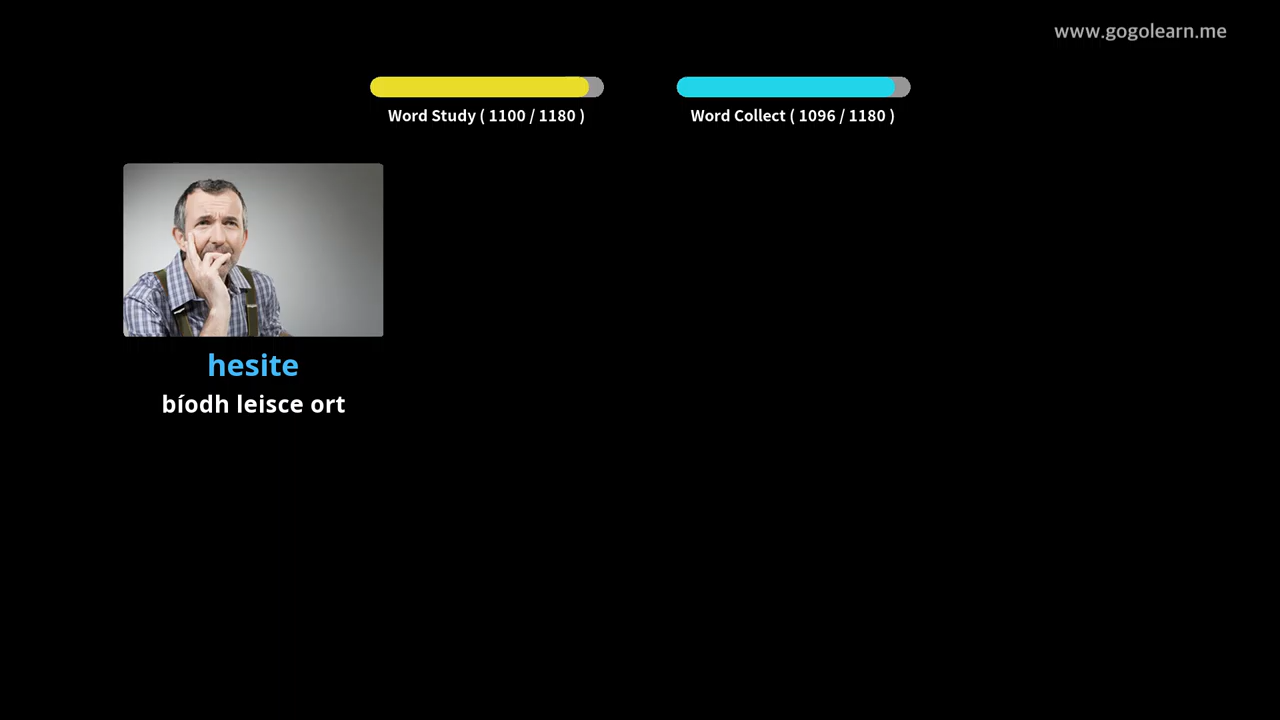 www.gogolearn.me
Word Study ( 1100 / 1180 )
Word Collect ( 1096 / 1180 )
hesite
bíodh leisce ort